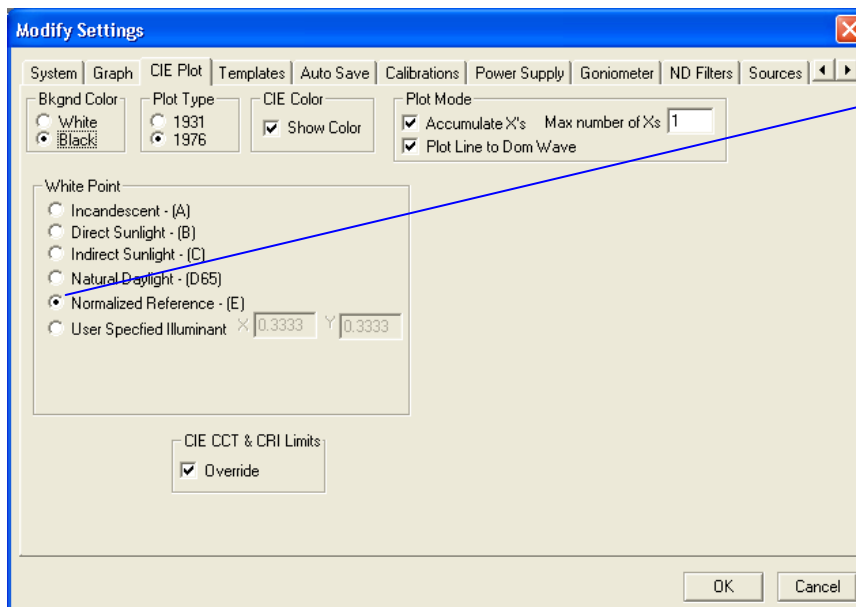 Modify Settings
System Graph CIE Plot Templates Auto Save Calibrations Power Supply Goniometer ND Filters Sources
Bkgnd Color
White
Black
Plot Type
1931
1976
CIE Color
Show Color
Plot Mode
Accumulate X's Max number of Xs 1
Plot Line to Dom Wave
White Point
Incandescent - (A)
Direct Sunlight - (B)
Indirect Sunlight - (C)
Natural Daylight - (D65)
Normalized Reference - (E)
User Specfied Illuminant X 0.3333 Y 0.3333
CIE CCT & CRI Limits
Override
OK Cancel